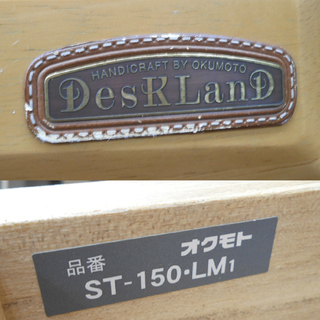 HANDICRAFT BY OKUMOTO
DesKLanD
オクモト
品番
ST-150・LM1